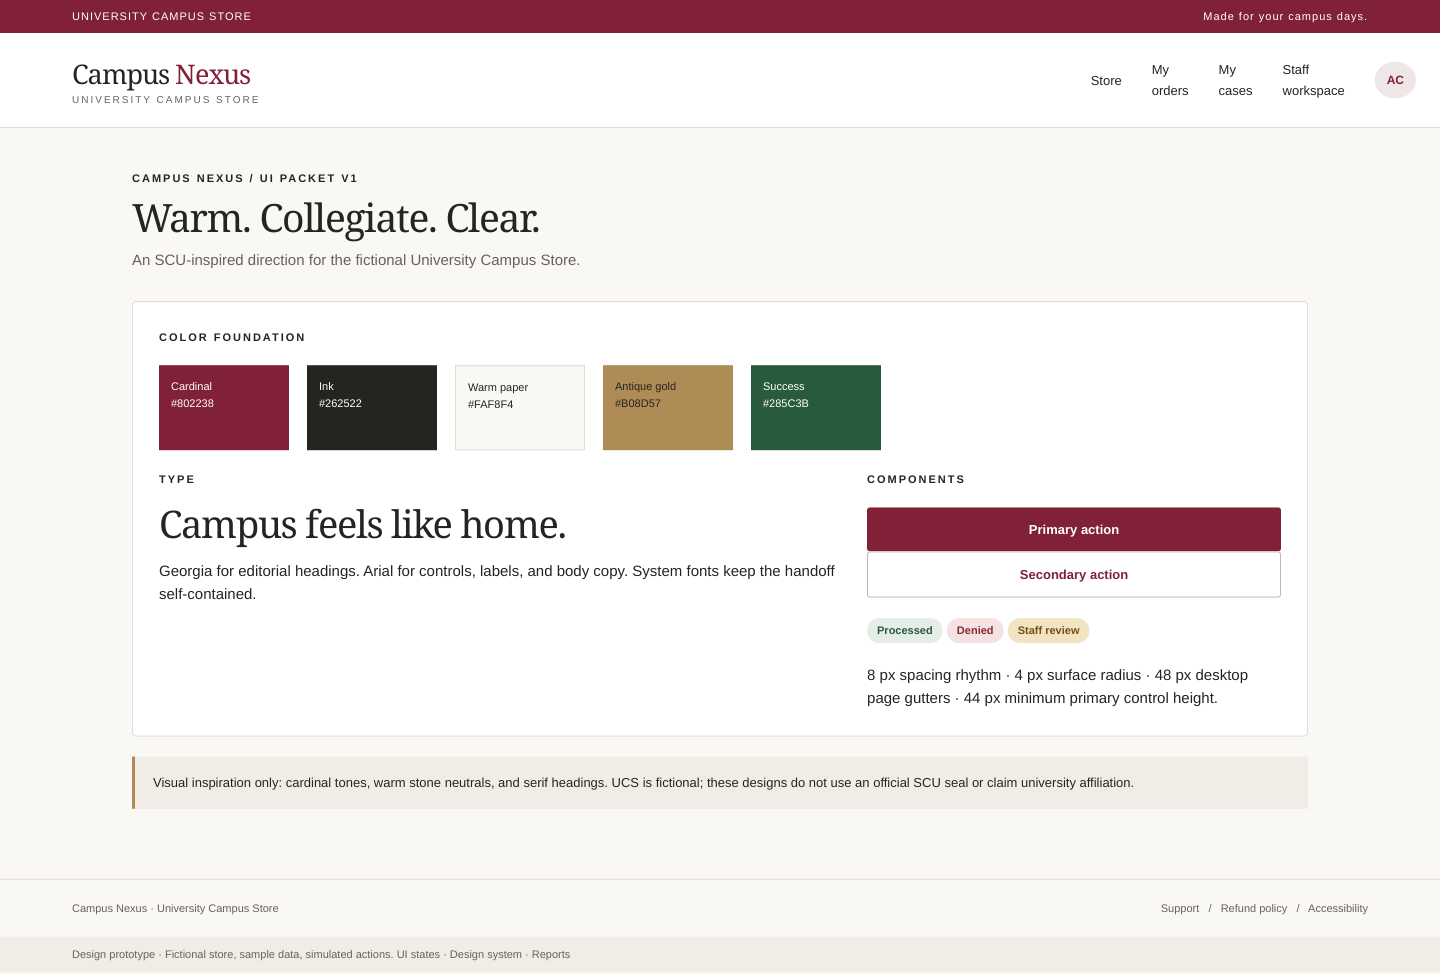 UNIVERSITY CAMPUS STORE
Made for your campus days.
Campus Nexus
UNIVERSITY CAMPUS STORE
Store
My orders
My cases
Staff workspace
AC
CAMPUS NEXUS / UI PACKET V1
Warm. Collegiate. Clear.
An SCU-inspired direction for the fictional University Campus Store.
COLOR FOUNDATION
Cardinal
#802238
Ink
#262522
Warm paper
#FAF8F4
Antique gold
#B08D57
Success
#285C3B
TYPE
Campus feels like home.
Georgia for editorial headings. Arial for controls, labels, and body copy. System fonts keep the handoff
self-contained.
COMPONENTS
Primary action
Secondary action
Processed
Denied
Staff review
8 px spacing rhythm · 4 px surface radius · 48 px desktop
page gutters · 44 px minimum primary control height.
Visual inspiration only: cardinal tones, warm stone neutrals, and serif headings. UCS is fictional; these designs do not use an official SCU seal or claim university affiliation.
Campus Nexus · University Campus Store
Support / Refund policy / Accessibility
Design prototype · Fictional store, sample data, simulated actions. UI states · Design system · Reports